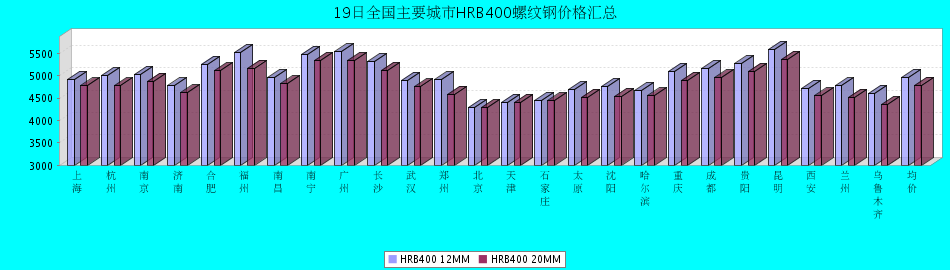 19日全国主要城市HRB400螺纹钢价格汇总
5500
5000
4500
4000
3500
3000
上海
杭州
南京
济南
合肥
福州
南昌
南宁
广州
长沙
武汉
郑州
北京
天津
石家庄
太原
沈阳
哈尔滨
重庆
成都
贵阳
昆明
西安
兰州
乌鲁木齐
均价
HRB400 12MM
HRB400 20MM